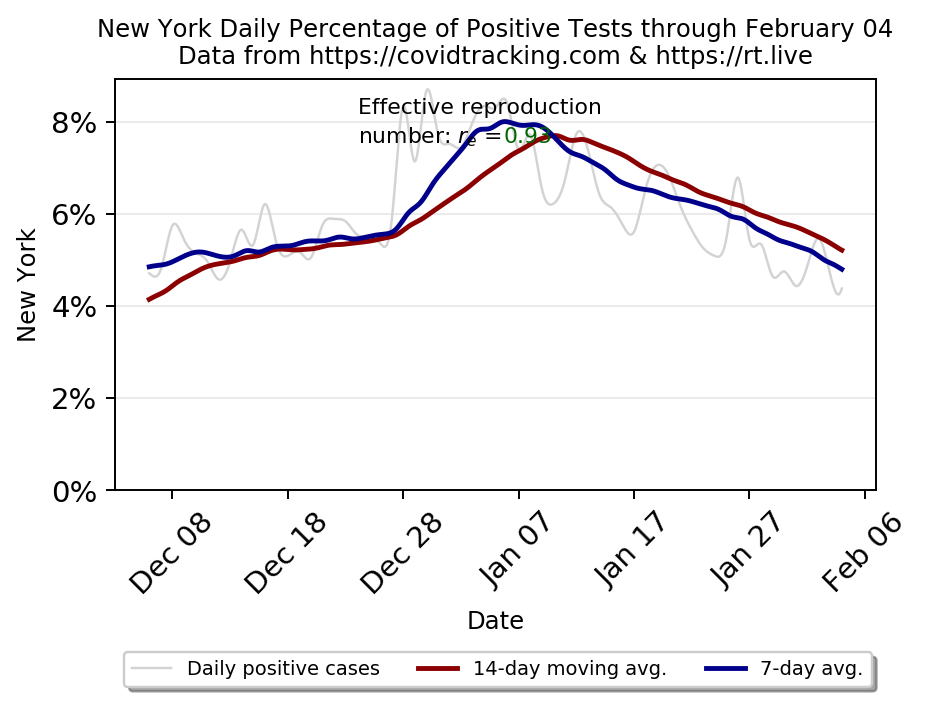 New York Daily Percentage of Positive Tests through February 04
Data from https://covidtracking.com & https://rt.live
Effective reproduction
number: rₑ =0.93
8%
6%
4%
2%
0%
New York
Dec 08
Dec 18
Dec 28
Jan 07
Jan 17
Jan 27
Feb 06
Date
Daily positive cases
14-day moving avg.
7-day avg.